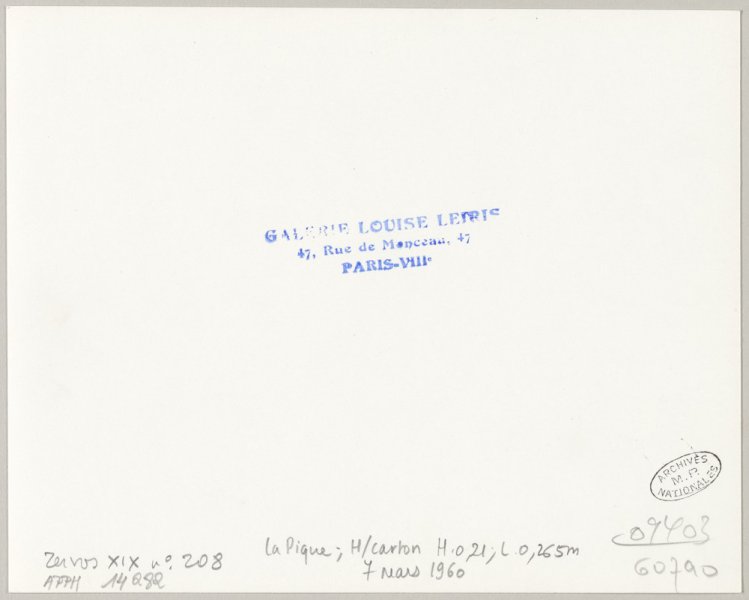 GALERIE LOUISE LEIRIS
47, Rue de Monceau, 47
PARIS-VIIIe
ARCHIVES
M.P.
NATIONALES
Zervos XIX n°. 208
APPH 14282
La Pique; H/carton H.0,21; L.0,265m
7 mars 1960
09403
60790